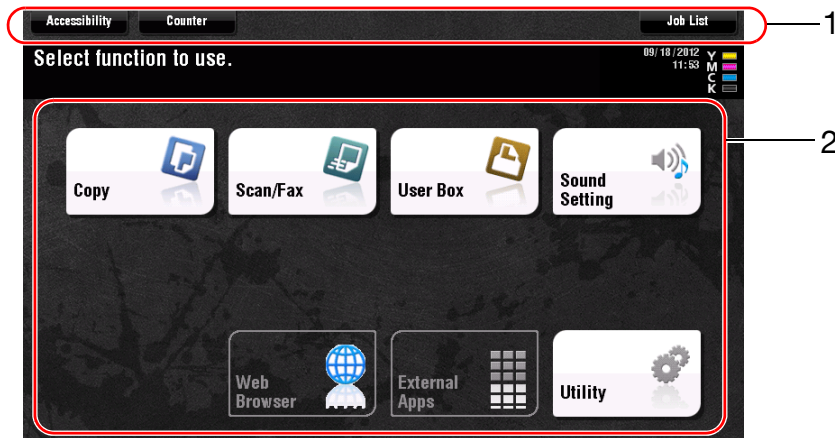 Accessibility Counter Job List 1
Select function to use. 09/18/2012 Y
11:53 M
C
K
2
Copy Scan/Fax User Box Sound
Setting
Web
Browser External
Apps Utility